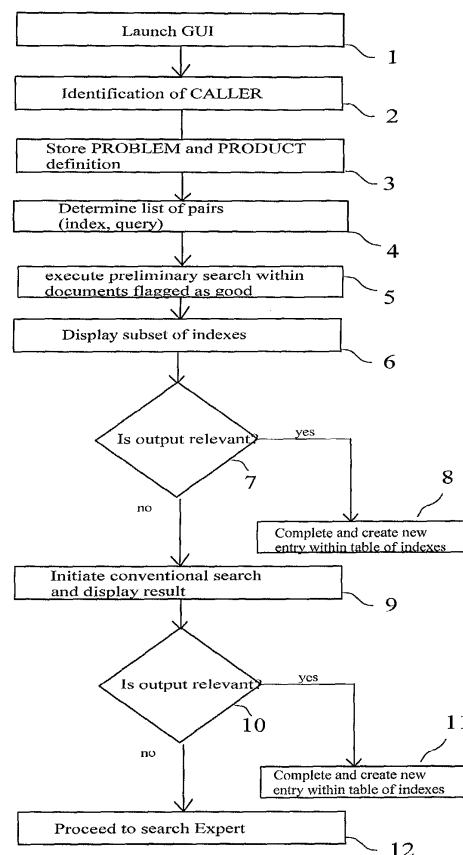 Launch GUI
1
Identification of CALLER
2
Store PROBLEM and PRODUCT
definition
3
Determine list of pairs
(index, query)
4
execute preliminary search within
documents flagged as good
5
Display subset of indexes
6
Is output relevant?
yes
7
no
8
Complete and create new
entry within table of indexes
Initiate conventional search
and display result
9
Is output relevant?
yes
10
no
11
Complete and create new
entry within table of indexes
Proceed to search Expert
12